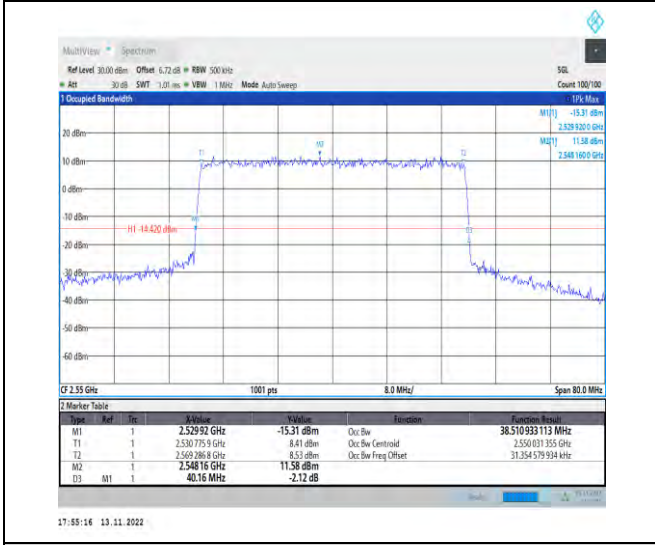 MultiView Spectrum
Ref Level 30.00 dBm Offset 6.72 dB RBW 500 kHz SGL
Att 30 dB SWT 1.01 ms VBW 1 MHz Mode Auto Sweep Count 100/100
1 Occupied Bandwidth 1Pk Max
M1[1] -15.31 dBm
2.529 920 0 GHz
M2[1] 11.58 dBm
2.548 160 0 GHz
20 dBm
T1 M2 T2
10 dBm
0 dBm
-10 dBm
M1
H1 -14.420 dBm
D3
-20 dBm
-30 dBm
-40 dBm
-50 dBm
-60 dBm
CF 2.55 GHz 1001 pts 8.0 MHz/ Span 80.0 MHz
2 Marker Table
Type Ref Trc X-Value Y-Value Function Function Result
M1 1 2.529 92 GHz -15.31 dBm Occ Bw 38.510 933 113 MHz
T1 1 2.530 775 9 GHz 8.41 dBm Occ Bw Centroid 2.550 031 355 GHz
T2 1 2.569 286 8 GHz 8.53 dBm Occ Bw Freq Offset 31.354 579 934 kHz
M2 1 2.548 16 GHz 11.58 dBm
D3 M1 1 40.16 MHz -2.12 dB
17:55:16 13.11.2022